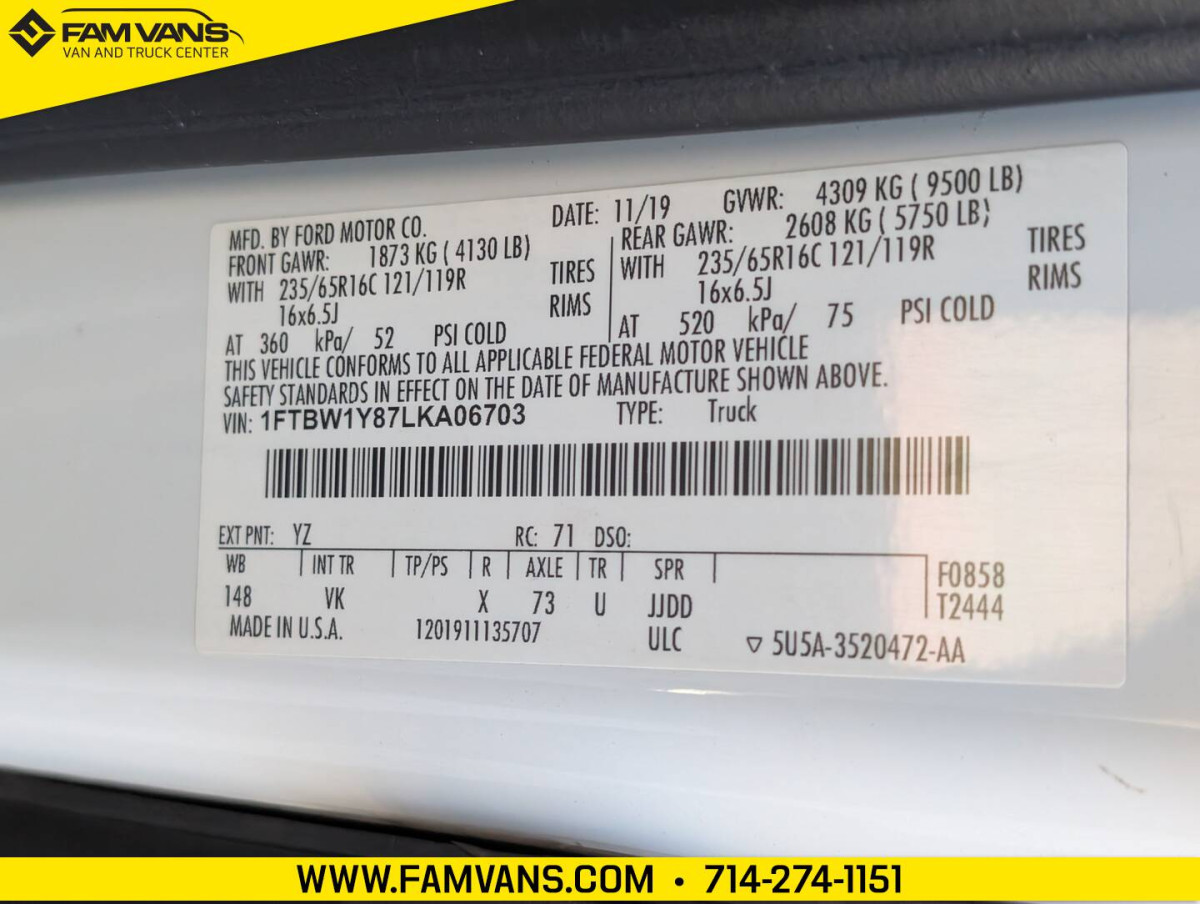 FAM VANS
VAN AND TRUCK CENTER
MFD. BY FORD MOTOR CO. DATE: 11/19 GVWR: 4309 KG ( 9500 LB)
FRONT GAWR: 1873 KG ( 4130 LB) REAR GAWR: 2608 KG ( 5750 LB)
WITH 235/65R16C 121/119R TIRES WITH 235/65R16C 121/119R TIRES
16x6.5J RIMS 16x6.5J RIMS
AT 360 kPa/ 52 PSI COLD AT 520 kPa/ 75 PSI COLD
THIS VEHICLE CONFORMS TO ALL APPLICABLE FEDERAL MOTOR VEHICLE
SAFETY STANDARDS IN EFFECT ON THE DATE OF MANUFACTURE SHOWN ABOVE.
VIN: 1FTBW1Y87LKA06703 TYPE: Truck
EXT PNT: YZ RC: 71 DSO:
WB INT TR TP/PS R AXLE TR SPR F0858
148 VK X 73 U JJDD T2444
MADE IN U.S.A. 1201911135707 ULC ▽ 5U5A-3520472-AA
WWW.FAMVANS.COM • 714-274-1151